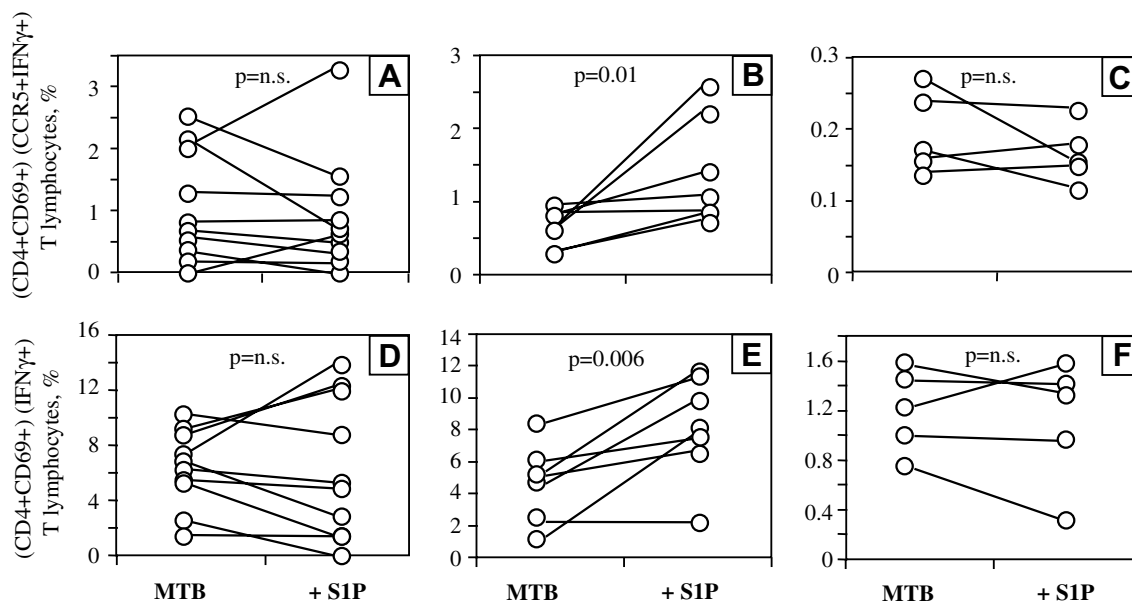 (CD4+CD69+) (CCR5+IFNγ+)
T lymphocytes, %
3
2
1
0
p=n.s.
A
3
2
1
0
p=0.01
B
0.3
0.2
0.1
0
p=n.s.
C
(CD4+CD69+) (IFNγ+)
T lymphocytes, %
16
12
8
4
0
p=n.s.
D
14
12
10
8
6
4
2
0
p=0.006
E
1.6
1.2
0.8
0.4
0
p=n.s.
F
MTB + S1P
MTB + S1P
MTB + S1P